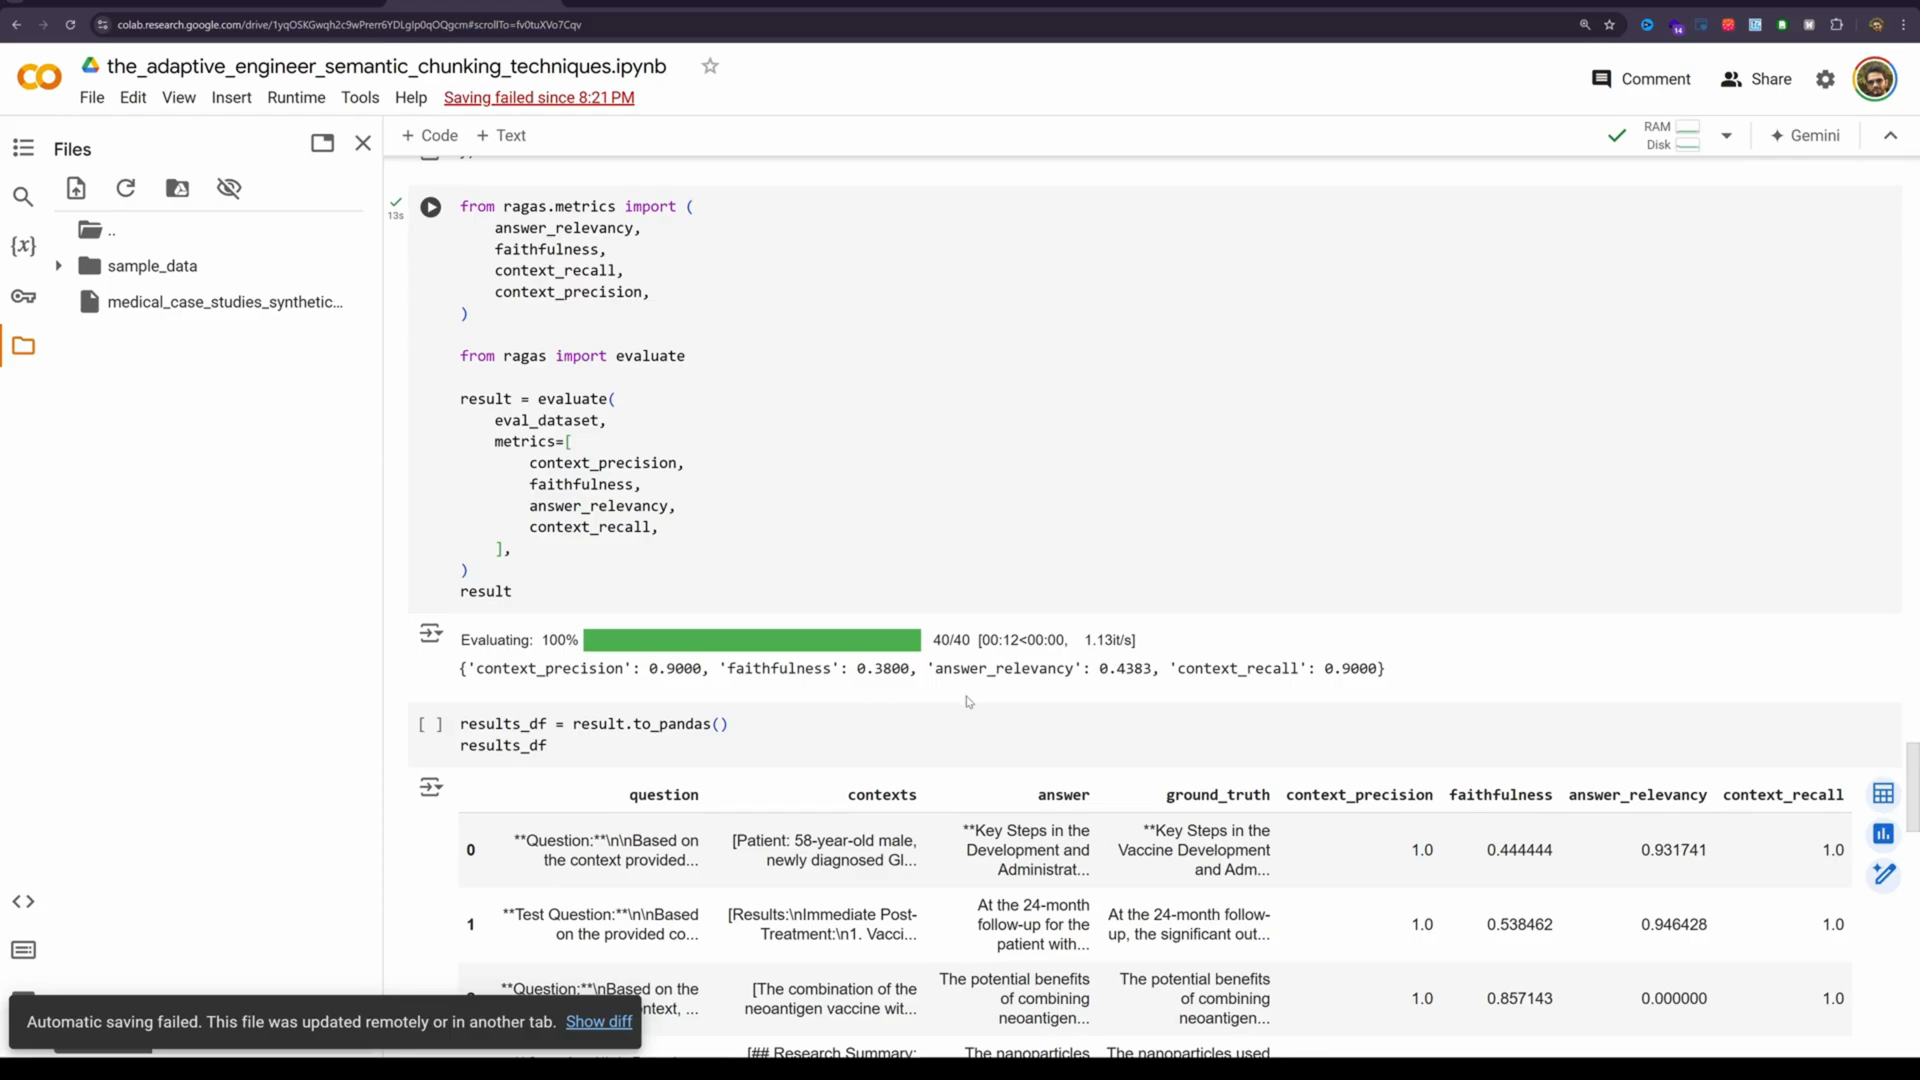 colab.research.google.com/drive/1yqOSKGwqh2c9wPrerr6YDLgIp0qOQgcm#scrollTo=fv0tuXVo7Cqv
14
CO
the_adaptive_engineer_semantic_chunking_techniques.ipynb
Comment
Share
File Edit View Insert Runtime Tools Help Saving failed since 8:21 PM
Files
+ Code + Text
RAM
Disk
Gemini
..
sample_data
medical_case_studies_synthetic...
{x}
13s
from ragas.metrics import (
answer_relevancy,
faithfulness,
context_recall,
context_precision,
)
from ragas import evaluate
result = evaluate(
eval_dataset,
metrics=[
context_precision,
faithfulness,
answer_relevancy,
context_recall,
],
)
result
Evaluating: 100% 40/40 [00:12<00:00, 1.13it/s]
{'context_precision': 0.9000, 'faithfulness': 0.3800, 'answer_relevancy': 0.4383, 'context_recall': 0.9000}
[ ] results_df = result.to_pandas()
results_df
question contexts answer ground_truth context_precision faithfulness answer_relevancy context_recall
0 **Question:**\n\nBased on the context provided... [Patient: 58-year-old male, newly diagnosed Gl... **Key Steps in the Development and Administrat... **Key Steps in the Vaccine Development and Adm... 1.0 0.444444 0.931741 1.0
1 **Test Question:**\n\nBased on the provided co... [Results:\nImmediate Post-Treatment:\n1. Vacci... At the 24-month follow-up for the patient with... At the 24-month follow-up, the significant out... 1.0 0.538462 0.946428 1.0
**Question:**\n\nBased on the ntext, ... [The combination of the neoantigen vaccine wit... The potential benefits of combining neoantigen... The potential benefits of combining neoantigen... 1.0 0.857143 0.000000 1.0
[## Research Summary: The nanoparticles The nanoparticles used
Automatic saving failed. This file was updated remotely or in another tab. Show diff